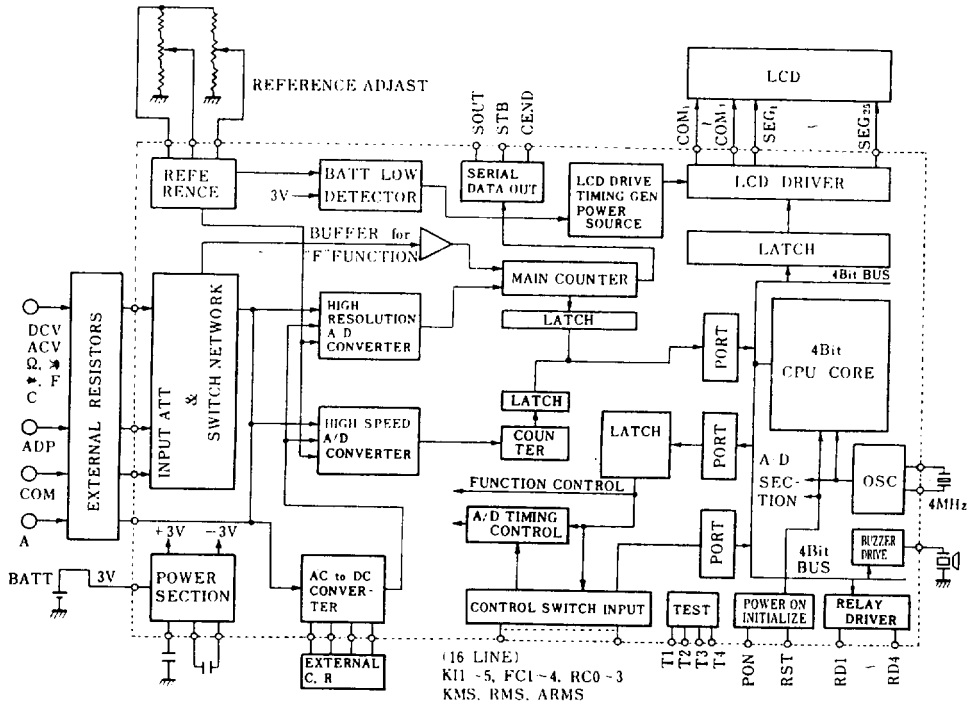 REFERENCE ADJAST
LCD
SOUT
STB
CEND
COM1
~
SEG1
~
SEG25
REFE
RENCE
BATT LOW
DETECTOR
3V
SERIAL
DATA OUT
LCD DRIVE
TIMING GEN
POWER
SOURCE
LCD DRIVER
LATCH
4Bit BUS
BUFFER for
"F" FUNCTION
MAIN COUNTER
LATCH
HIGH
RESOLUTION
A D
CONVERTER
PORT
4Bit
CPU CORE
DCV
ACV
Ω,
F
C
ADP
COM
A
EXTERNAL RESISTORS
INPUT ATT
&
SWITCH NETWORK
HIGH SPEED
A/D
CONVERTER
LATCH
COUN
TER
LATCH
PORT
A-D
SEC-
TION
OSC
4MHz
FUNCTION CONTROL
A/D TIMING
CONTROL
PORT
4Bit
BUS
BUZZER
DRIVE
+3V
−3V
BATT
3V
POWER
SECTION
AC to DC
CONVER-
TER
CONTROL SWITCH INPUT
TEST
POWER ON
INITIALIZE
RELAY
DRIVER
EXTERNAL
C, R
(16 LINE)
KI1 ~5, FC1~4, RC0~3
KMS, RMS, ARMS
T1
T2
T3
T4
PON
RST
RD1
~
RD4